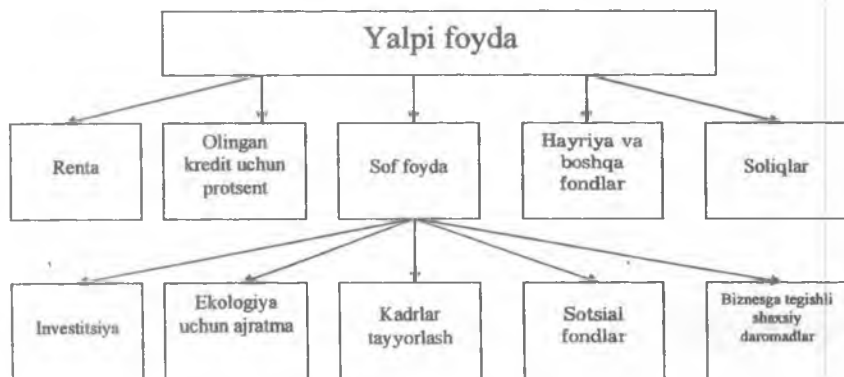 Yalpi foyda
Renta
Olingan
kredit uchun
protsent
Sof foyda
Hayriya va
boshqa
fondlar
Soliqlar
Investitsiya
Ekologiya
uchun ajratma
Kadrlar
tayyorlash
Sotsial
fondlar
Biznesga tegishli
shaxsiy
daromadlar